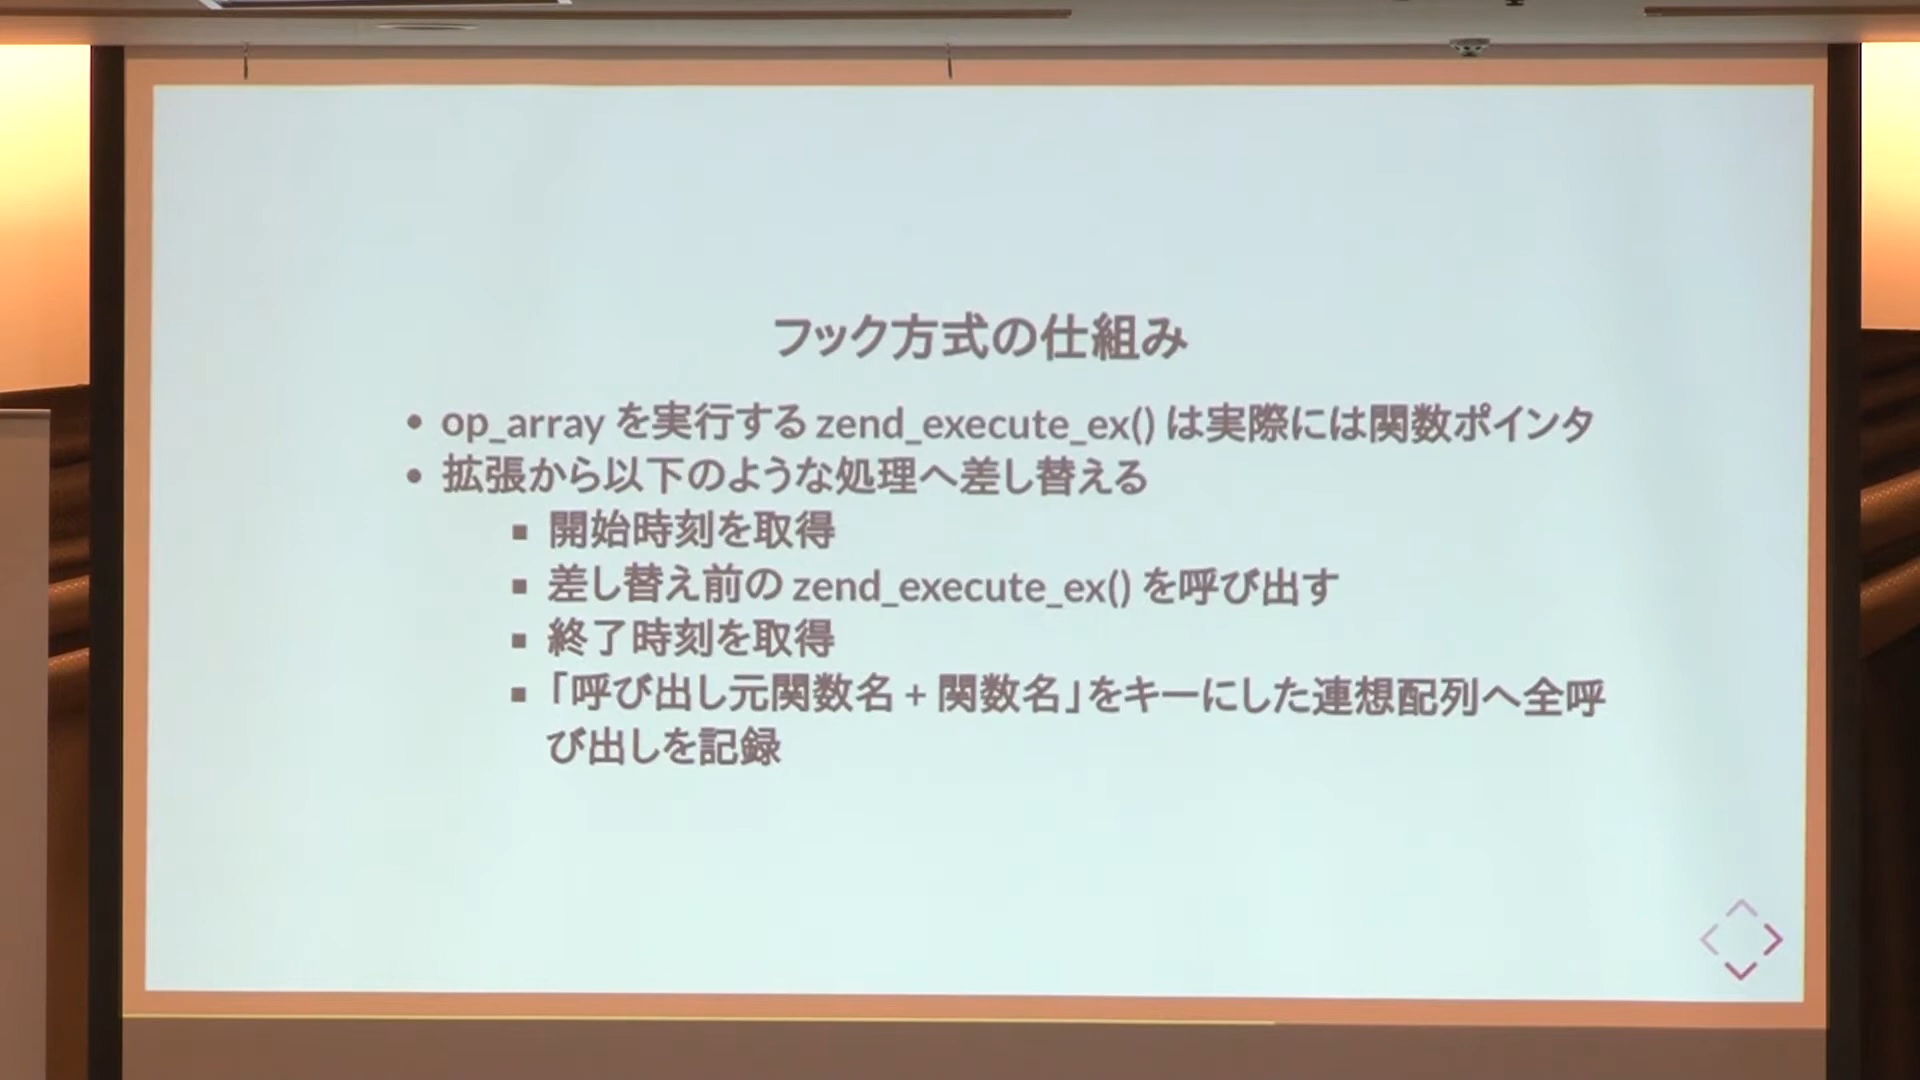 フック方式の仕組み
• op_array を実行する zend_execute_ex() は実際には関数ポインタ
• 拡張から以下のような処理へ差し替える
▪ 開始時刻を取得
▪ 差し替え前の zend_execute_ex() を呼び出す
▪ 終了時刻を取得
▪ 「呼び出し元関数名 + 関数名」をキーにした連想配列へ全呼
び出しを記録